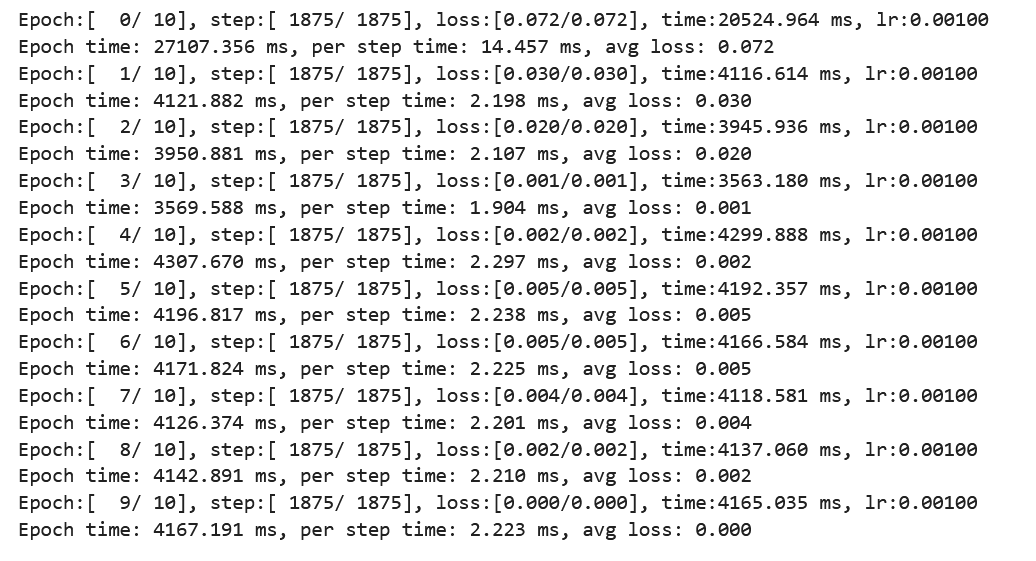 Epoch:[  0/ 10], step:[ 1875/ 1875], loss:[0.072/0.072], time:20524.964 ms, lr:0.00100
Epoch time: 27107.356 ms, per step time: 14.457 ms, avg loss: 0.072
Epoch:[  1/ 10], step:[ 1875/ 1875], loss:[0.030/0.030], time:4116.614 ms, lr:0.00100
Epoch time: 4121.882 ms, per step time: 2.198 ms, avg loss: 0.030
Epoch:[  2/ 10], step:[ 1875/ 1875], loss:[0.020/0.020], time:3945.936 ms, lr:0.00100
Epoch time: 3950.881 ms, per step time: 2.107 ms, avg loss: 0.020
Epoch:[  3/ 10], step:[ 1875/ 1875], loss:[0.001/0.001], time:3563.180 ms, lr:0.00100
Epoch time: 3569.588 ms, per step time: 1.904 ms, avg loss: 0.001
Epoch:[  4/ 10], step:[ 1875/ 1875], loss:[0.002/0.002], time:4299.888 ms, lr:0.00100
Epoch time: 4307.670 ms, per step time: 2.297 ms, avg loss: 0.002
Epoch:[  5/ 10], step:[ 1875/ 1875], loss:[0.005/0.005], time:4192.357 ms, lr:0.00100
Epoch time: 4196.817 ms, per step time: 2.238 ms, avg loss: 0.005
Epoch:[  6/ 10], step:[ 1875/ 1875], loss:[0.005/0.005], time:4166.584 ms, lr:0.00100
Epoch time: 4171.824 ms, per step time: 2.225 ms, avg loss: 0.005
Epoch:[  7/ 10], step:[ 1875/ 1875], loss:[0.004/0.004], time:4118.581 ms, lr:0.00100
Epoch time: 4126.374 ms, per step time: 2.201 ms, avg loss: 0.004
Epoch:[  8/ 10], step:[ 1875/ 1875], loss:[0.002/0.002], time:4137.060 ms, lr:0.00100
Epoch time: 4142.891 ms, per step time: 2.210 ms, avg loss: 0.002
Epoch:[  9/ 10], step:[ 1875/ 1875], loss:[0.000/0.000], time:4165.035 ms, lr:0.00100
Epoch time: 4167.191 ms, per step time: 2.223 ms, avg loss: 0.000